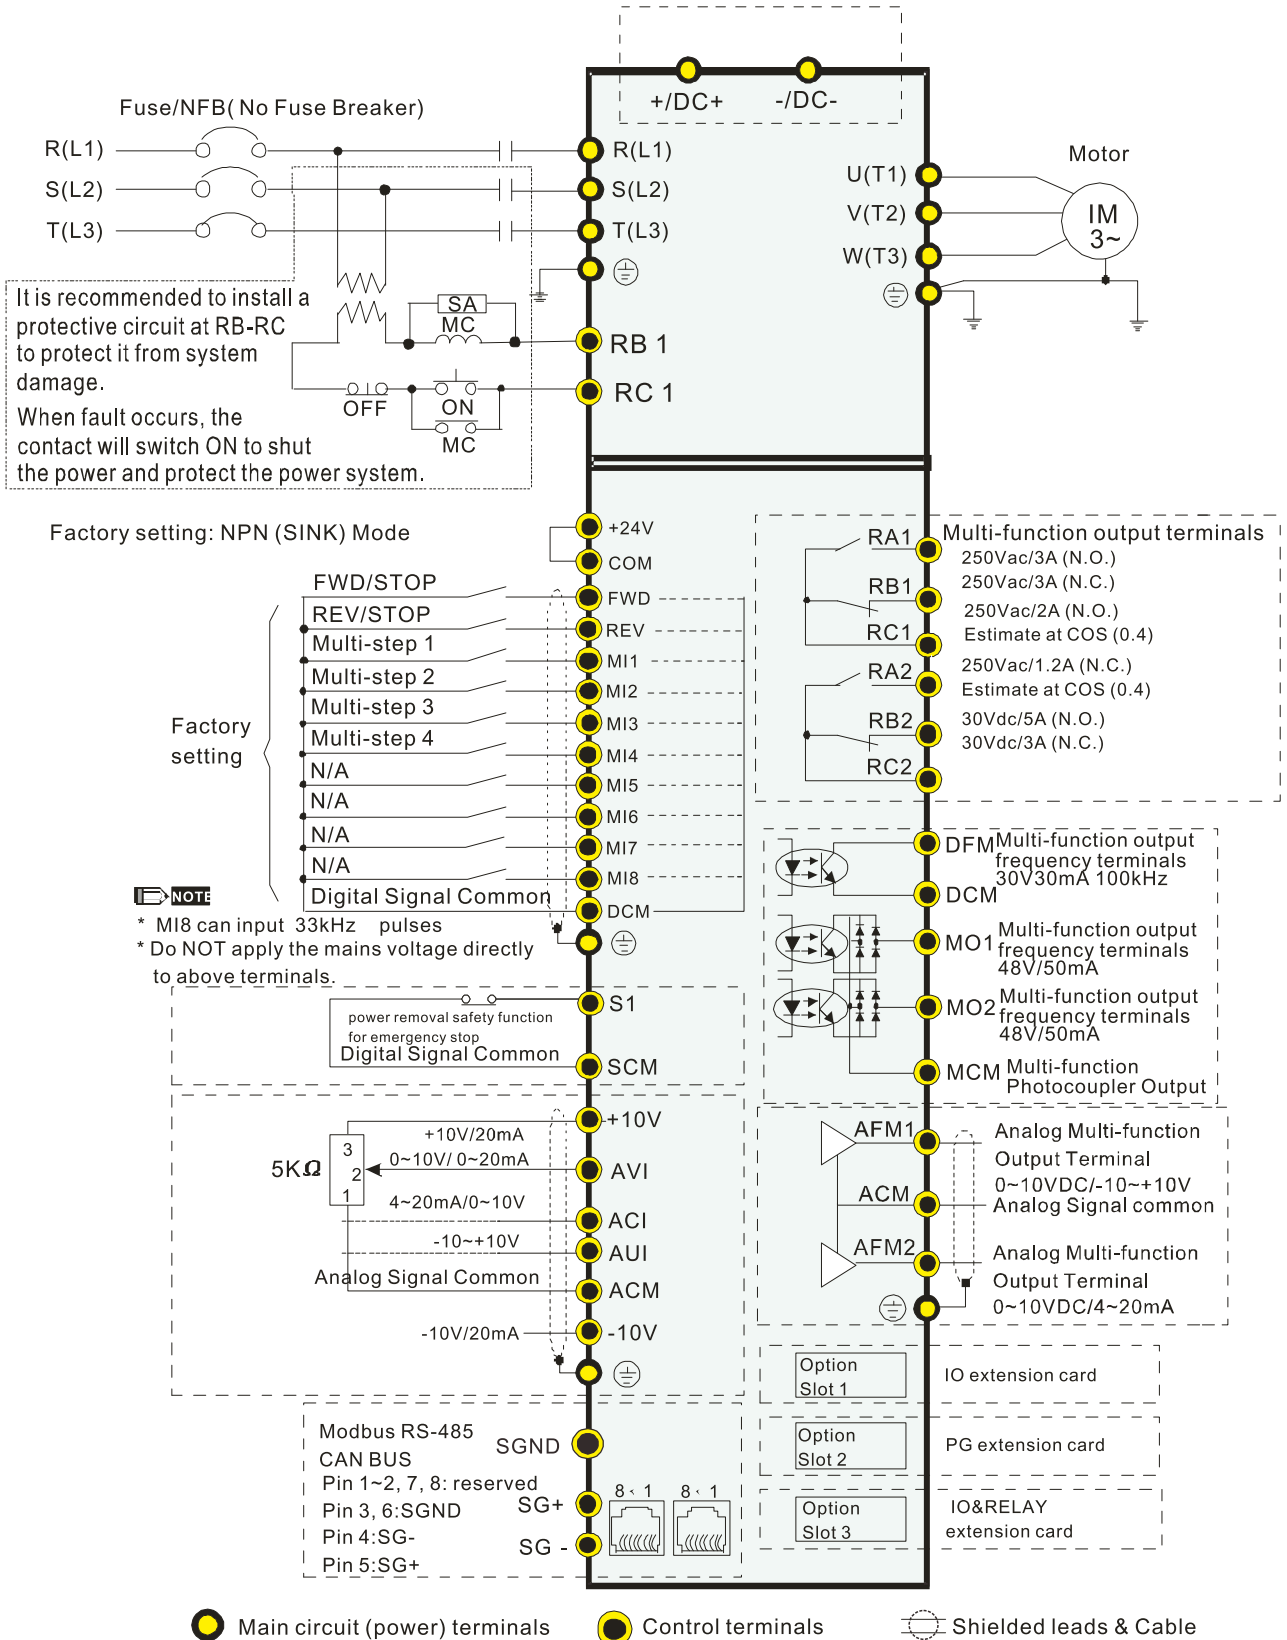 +/DC+ -/DC-
Fuse/NFB( No Fuse Breaker)
R(L1) R(L1)
S(L2) S(L2)
T(L3) T(L3)
Motor
U(T1)
V(T2)
W(T3)
IM
3~
It is recommended to install a
protective circuit at RB-RC
to protect it from system
damage.
When fault occurs, the
contact will switch ON to shut
the power and protect the power system.
SA
MC
OFF
ON
MC
RB 1
RC 1
Factory setting: NPN (SINK) Mode
+24V
COM
FWD/STOP FWD
REV/STOP REV
Multi-step 1 MI1
Multi-step 2 MI2
Multi-step 3 MI3
Multi-step 4 MI4
N/A MI5
N/A MI6
N/A MI7
N/A MI8
Digital Signal Common DCM
Factory
setting
NOTE
* MI8 can input 33kHz pulses
* Do NOT apply the mains voltage directly
to above terminals.
RA1
RB1
RC1
RA2
RB2
RC2
Multi-function output terminals
250Vac/3A (N.O.)
250Vac/3A (N.C.)
250Vac/2A (N.O.)
Estimate at COS (0.4)
250Vac/1.2A (N.C.)
Estimate at COS (0.4)
30Vdc/5A (N.O.)
30Vdc/3A (N.C.)
DFM Multi-function output
frequency terminals
30V30mA 100kHz
DCM
MO1 Multi-function output
frequency terminals
48V/50mA
MO2 Multi-function output
frequency terminals
48V/50mA
MCM Multi-function
Photocoupler Output
S1
power removal safety function
for emergency stop
Digital Signal Common
SCM
+10V
+10V/20mA
5KΩ
3
2
1
0~10V/ 0~20mA AVI
4~20mA/0~10V ACI
-10~+10V AUI
Analog Signal Common ACM
-10V/20mA -10V
AFM1 Analog Multi-function
Output Terminal
0~10VDC/-10~+10V
ACM Analog Signal common
AFM2 Analog Multi-function
Output Terminal
0~10VDC/4~20mA
Option
Slot 1
IO extension card
Option
Slot 2
PG extension card
Option
Slot 3
IO&RELAY
extension card
Modbus RS-485
CAN BUS
Pin 1~2, 7, 8: reserved
Pin 3, 6:SGND
Pin 4:SG-
Pin 5:SG+
SGND
SG+
SG -
8 ‹ 1 8 ‹ 1
Main circuit (power) terminals Control terminals Shielded leads & Cable